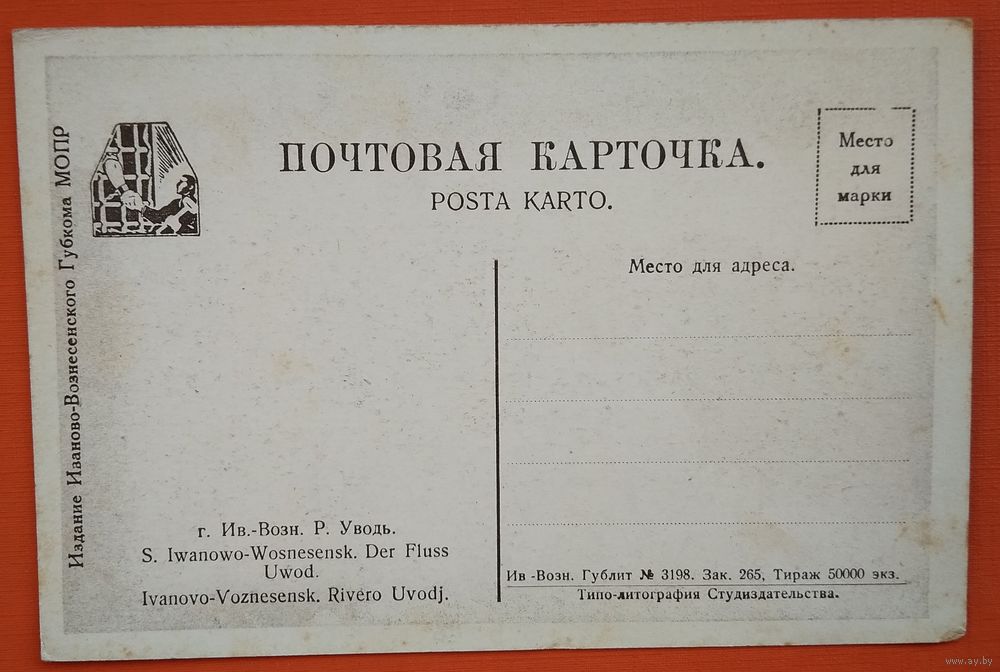 Издание Иваново-Вознесенского Губкома МОПР
ПОЧТОВАЯ КАРТОЧКА.
POSTA KARTO.
Место
для
марки
Место для адреса.
г. Ив.-Возн. Р. Уводь.
S. Iwanowo-Wosnesensk. Der Fluss
Uwod.
Ivanovo-Voznesensk. Rivero Uvodj.
Ив -Возн. Гублит № 3198. Зак. 265, Тираж 50000 экз.
Типо-литография Студиздательства.
www.ay.by